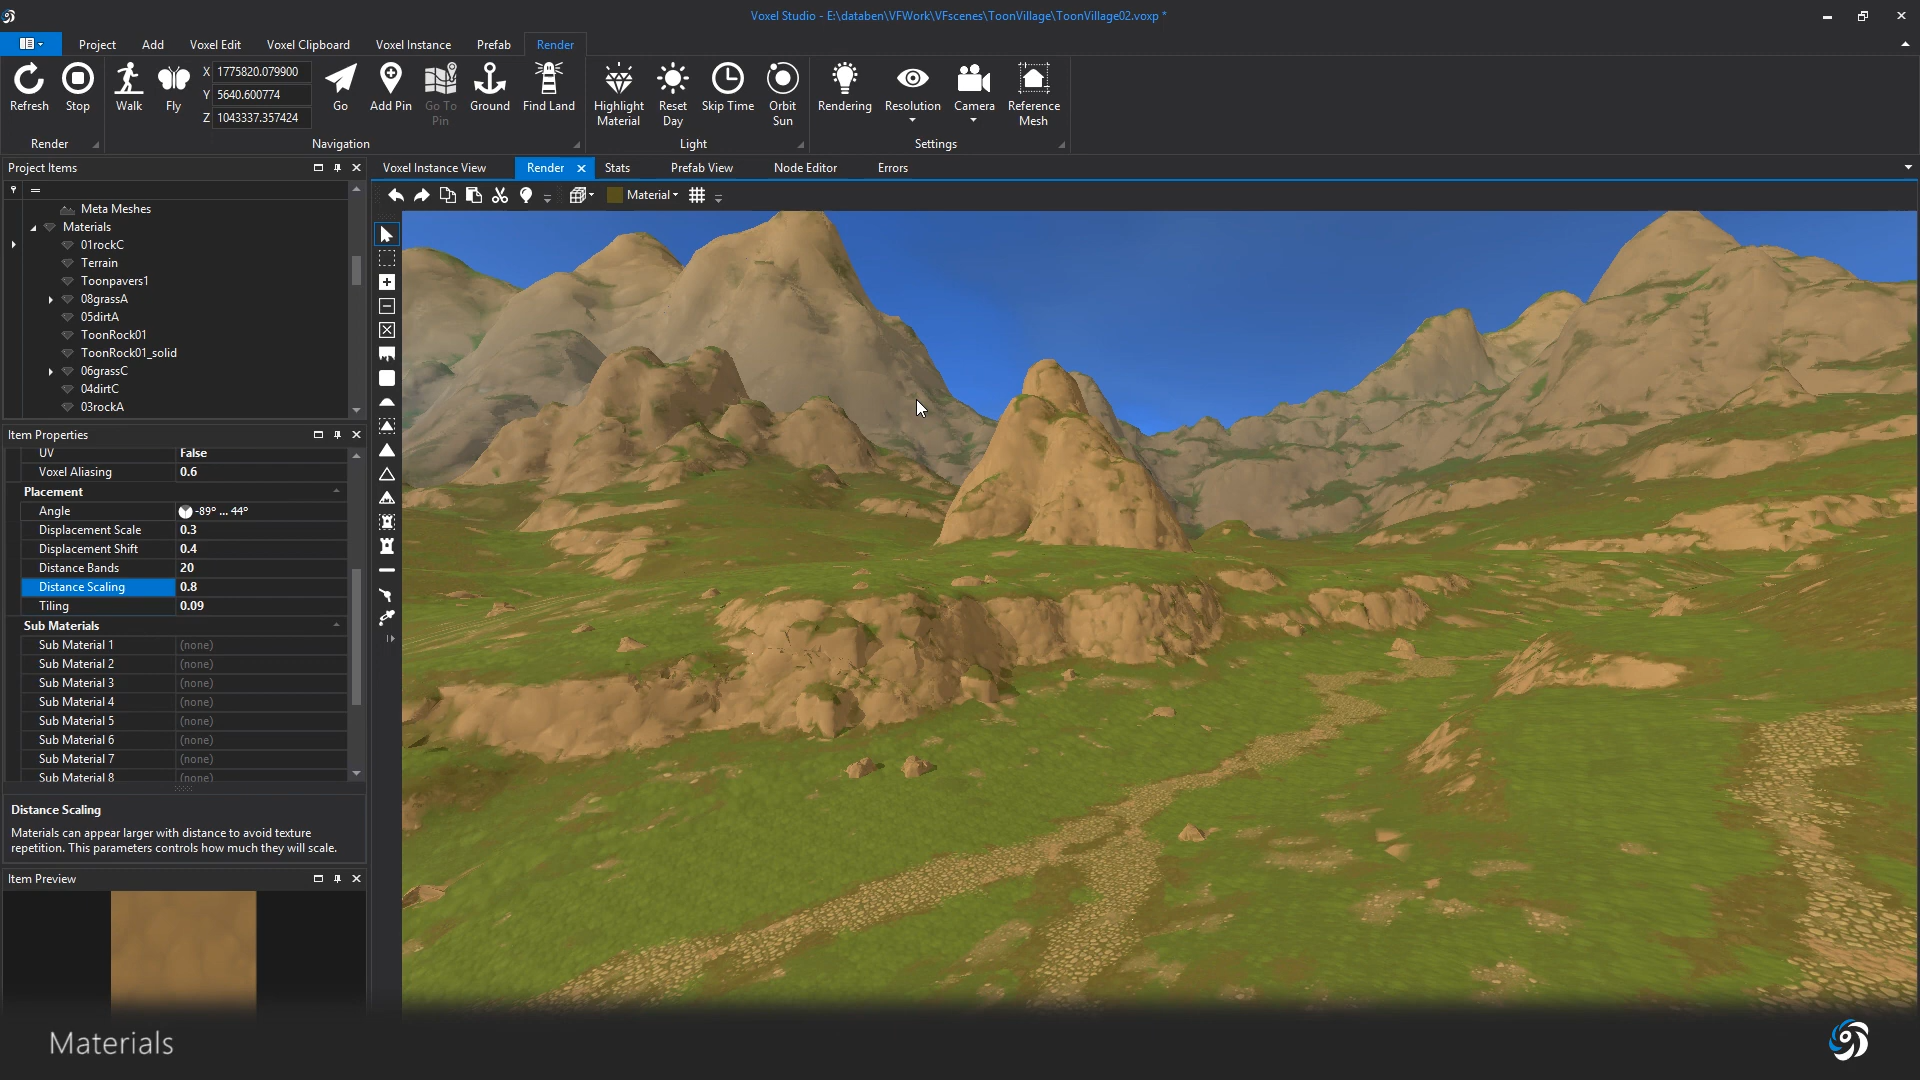 Voxel Studio - E:\databen\VFWork\VFscenes\ToonVillage\ToonVillage02.voxp *
Project Add Voxel Edit Voxel Clipboard Voxel Instance Prefab Render
X 1775820.079900
Y 5640.600774
Z 1043337.357424
Refresh Stop Walk Fly Go Add Pin Go To Pin Ground Find Land Highlight Material Reset Day Skip Time Orbit Sun Rendering Resolution Camera Reference Mesh
Render Navigation Light Settings
Project Items
Voxel Instance View Render Stats Prefab View Node Editor Errors
Material
Meta Meshes
Materials
01rockC
Terrain
Toonpavers1
08grassA
05dirtA
ToonRock01
ToonRock01_solid
06grassC
04dirtC
03rockA
Item Properties
UV False
Voxel Aliasing 0.6
Placement
Angle -89º ... 44º
Displacement Scale 0.3
Displacement Shift 0.4
Distance Bands 20
Distance Scaling 0.8
Tiling 0.09
Sub Materials
Sub Material 1 (none)
Sub Material 2 (none)
Sub Material 3 (none)
Sub Material 4 (none)
Sub Material 5 (none)
Sub Material 6 (none)
Sub Material 7 (none)
Sub Material 8 (none)
Distance Scaling
Materials can appear larger with distance to avoid texture
repetition. This parameters controls how much they will scale.
Item Preview
Materials